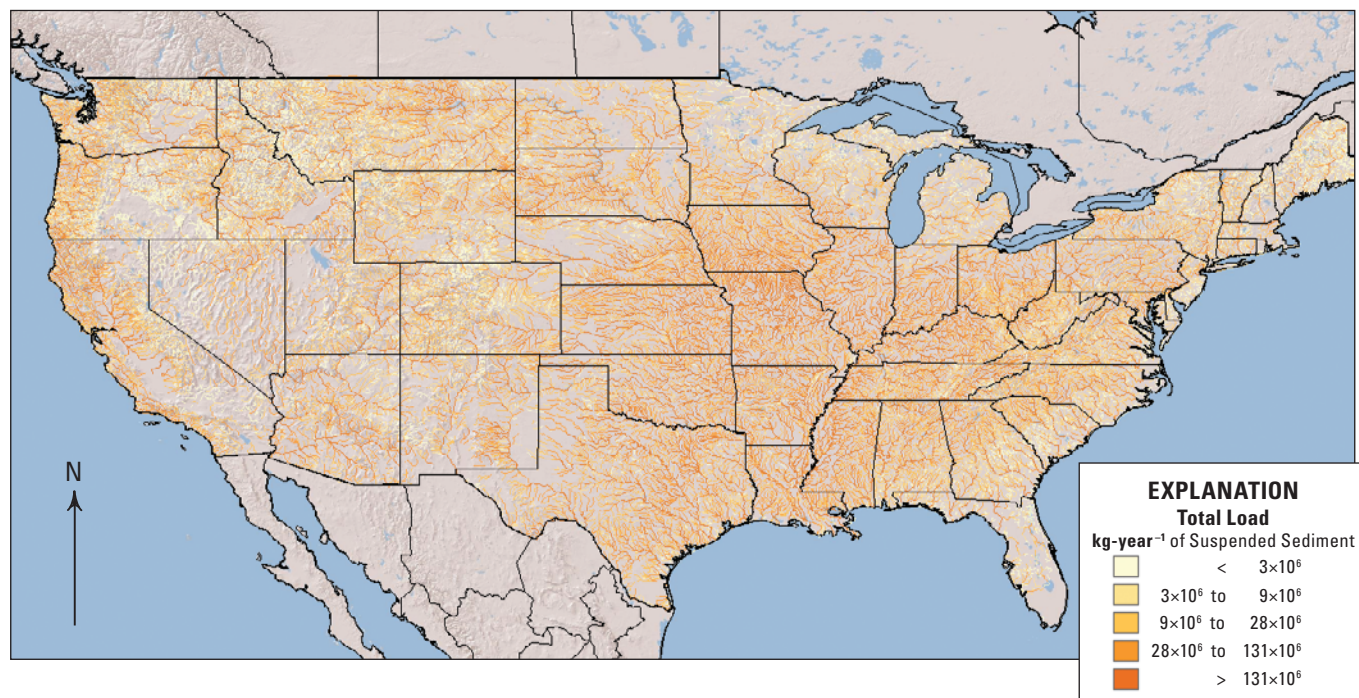 N
EXPLANATION
Total Load
kg-year⁻¹ of Suspended Sediment
< 3×10⁶
3×10⁶ to 9×10⁶
9×10⁶ to 28×10⁶
28×10⁶ to 131×10⁶
> 131×10⁶